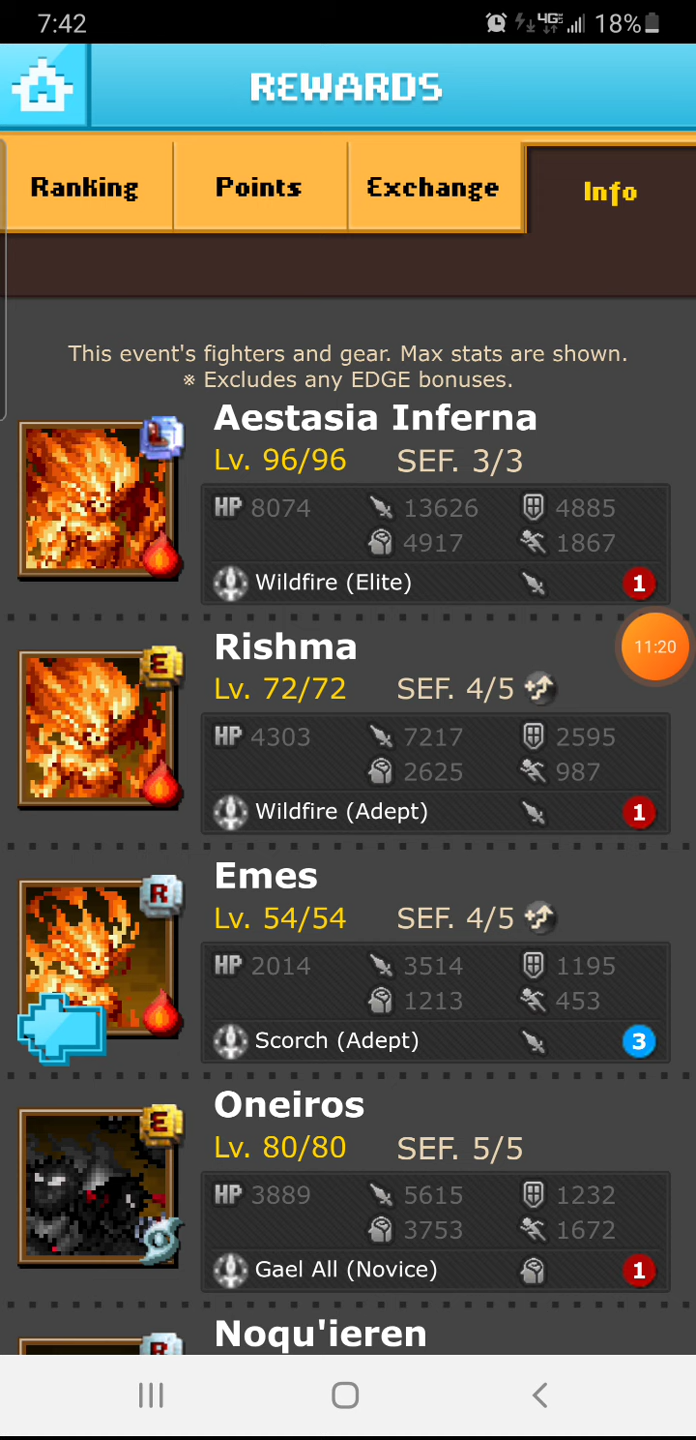 7:42 4G 18%
REWARDS
Ranking Points Exchange Info
This event's fighters and gear. Max stats are shown.
※ Excludes any EDGE bonuses.
Aestasia Inferna
L
Lv. 96/96 SEF. 3/3
HP 8074 13626 4885
4917 1867
Wildfire (Elite) 1
Rishma
E
Lv. 72/72 SEF. 4/5
11:20
HP 4303 7217 2595
2625 987
Wildfire (Adept) 1
Emes
R
Lv. 54/54 SEF. 4/5
HP 2014 3514 1195
1213 453
Scorch (Adept) 3
Oneiros
E
Lv. 80/80 SEF. 5/5
HP 3889 5615 1232
3753 1672
Gael All (Novice) 1
Noqu'ieren
R